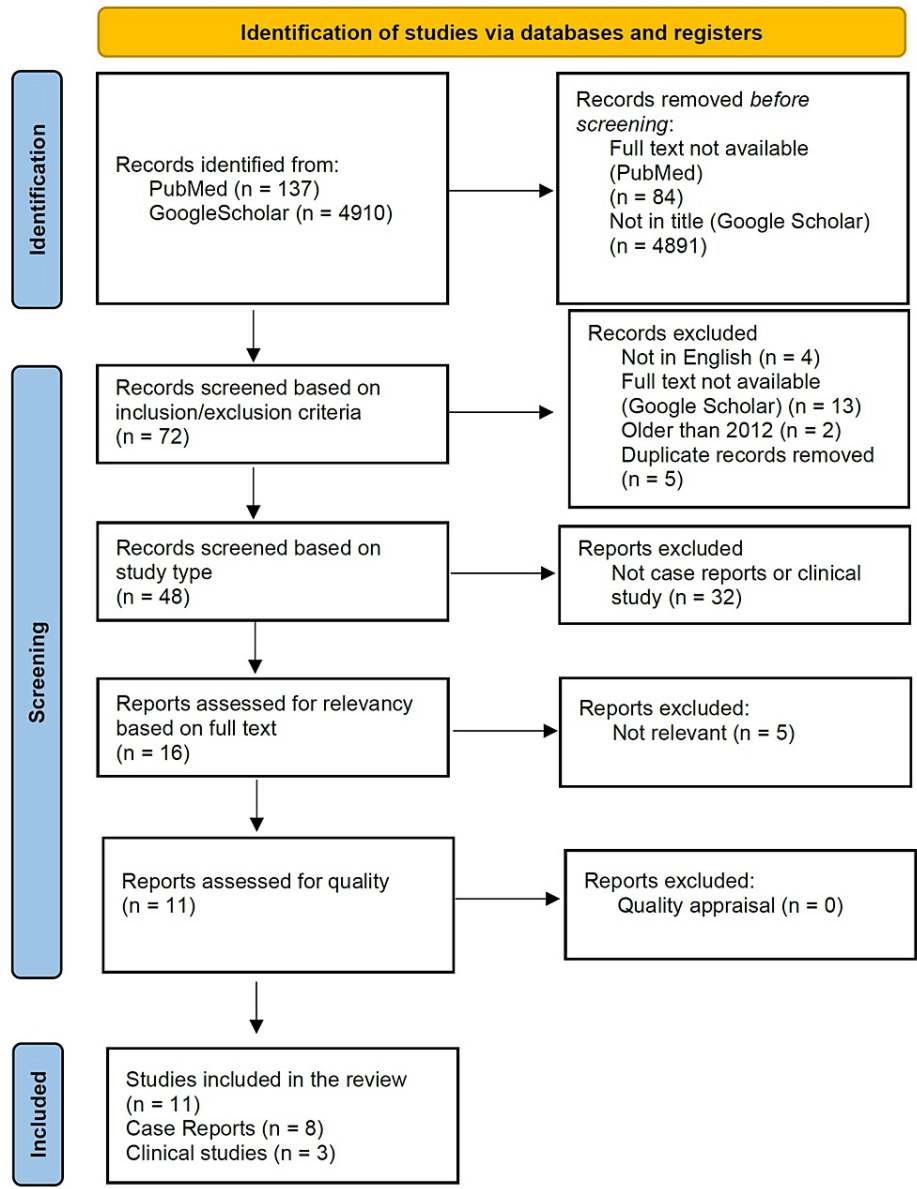 Identification of studies via databases and registers
Identification
Records identified from:
PubMed (n = 137)
GoogleScholar (n = 4910)
Records removed before
screening:
Full text not available
(PubMed)
(n = 84)
Not in title (Google Scholar)
(n = 4891)
Screening
Records screened based on
inclusion/exclusion criteria
(n = 72)
Records excluded
Not in English (n = 4)
Full text not available
(Google Scholar) (n = 13)
Older than 2012 (n = 2)
Duplicate records removed
(n = 5)
Records screened based on
study type
(n = 48)
Reports excluded
Not case reports or clinical
study (n = 32)
Reports assessed for relevancy
based on full text
(n = 16)
Reports excluded:
Not relevant (n = 5)
Reports assessed for quality
(n = 11)
Reports excluded:
Quality appraisal (n = 0)
Included
Studies included in the review
(n = 11)
Case Reports (n = 8)
Clinical studies (n = 3)